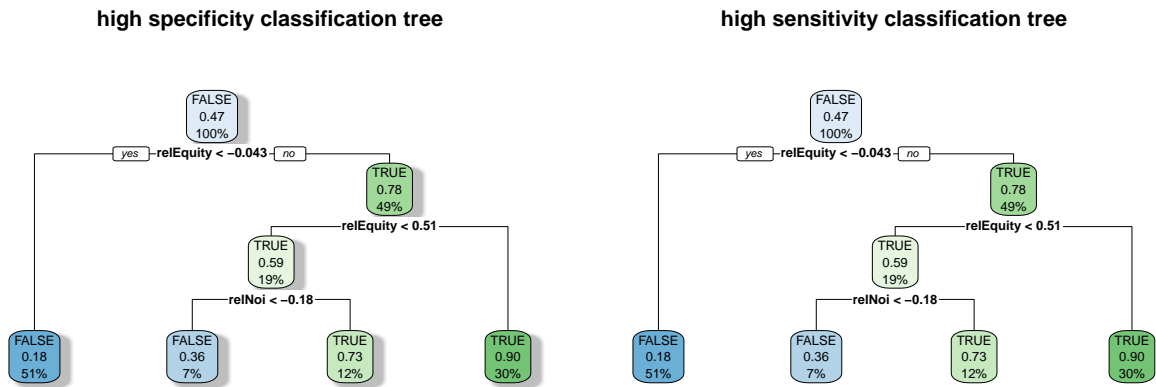 high specificity classification tree
FALSE
0.47
100%
yes relEquity < −0.043 no
TRUE
0.78
49%
relEquity < 0.51
TRUE
0.59
19%
relNoi < −0.18
FALSE
0.18
51%
FALSE
0.36
7%
TRUE
0.73
12%
TRUE
0.90
30%
high sensitivity classification tree
FALSE
0.47
100%
yes relEquity < −0.043 no
TRUE
0.78
49%
relEquity < 0.51
TRUE
0.59
19%
relNoi < −0.18
FALSE
0.18
51%
FALSE
0.36
7%
TRUE
0.73
12%
TRUE
0.90
30%